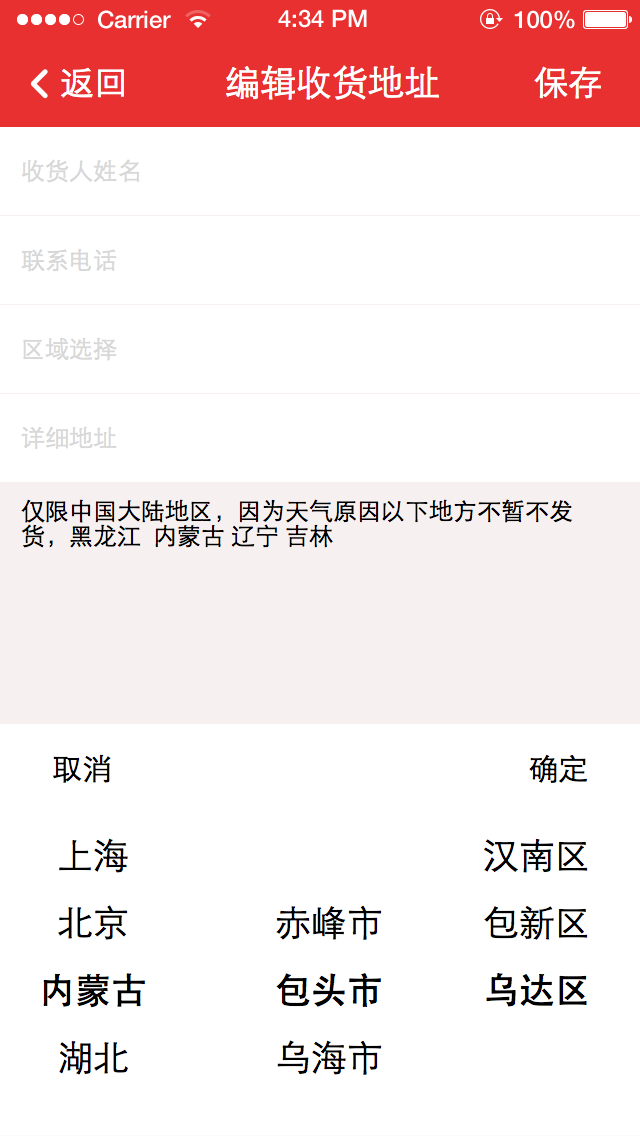 Carrier 4:34 PM 100%
返回 编辑收货地址 保存
收货人姓名
联系电话
区域选择
详细地址
仅限中国大陆地区，因为天气原因以下地方不暂不发
货，黑龙江 内蒙古 辽宁 吉林
取消 确定
上海 汉南区
北京 赤峰市 包新区
内蒙古 包头市 乌达区
湖北 乌海市